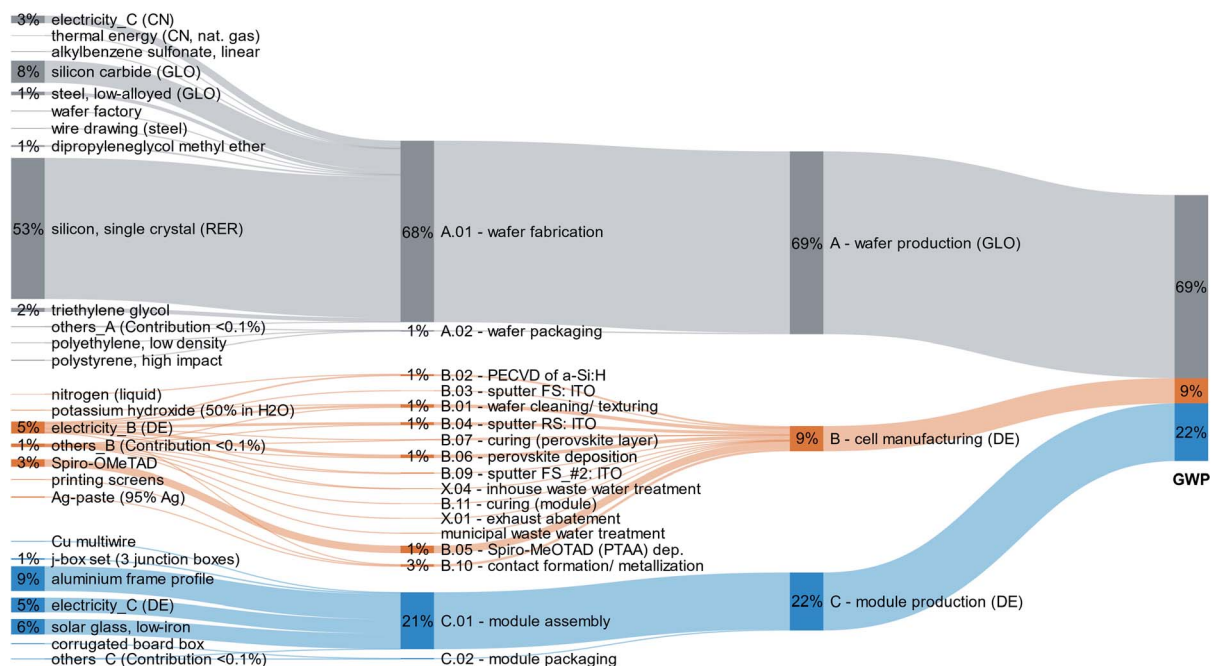 3% electricity_C (CN)
thermal energy (CN, nat. gas)
alkylbenzene sulfonate, linear
8% silicon carbide (GLO)
1% steel, low-alloyed (GLO)
wafer factory
wire drawing (steel)
1% dipropyleneglycol methyl ether
53% silicon, single crystal (RER)
2% triethylene glycol
others_A (Contribution <0.1%)
polyethylene, low density
polystyrene, high impact
nitrogen (liquid)
potassium hydroxide (50% in H2O)
5% electricity_B (DE)
1% others_B (Contribution <0.1%)
3% Spiro-OMeTAD
printing screens
Ag-paste (95% Ag)
Cu multiwire
1% j-box set (3 junction boxes)
9% aluminium frame profile
5% electricity_C (DE)
6% solar glass, low-iron
corrugated board box
others_C (Contribution <0.1%)
68% A.01 - wafer fabrication
1% A.02 - wafer packaging
1% B.02 - PECVD of a-Si:H
B.03 - sputter FS: ITO
1% B.01 - wafer cleaning/ texturing
1% B.04 - sputter RS: ITO
B.07 - curing (perovskite layer)
1% B.06 - perovskite deposition
B.09 - sputter FS_#2: ITO
X.04 - inhouse waste water treatment
B.11 - curing (module)
X.01 - exhaust abatement
municipal waste water treatment
1% B.05 - Spiro-MeOTAD (PTAA) dep.
3% B.10 - contact formation/ metallization
21% C.01 - module assembly
C.02 - module packaging
69% A - wafer production (GLO)
9% B - cell manufacturing (DE)
22% C - module production (DE)
69%
9%
22%
GWP